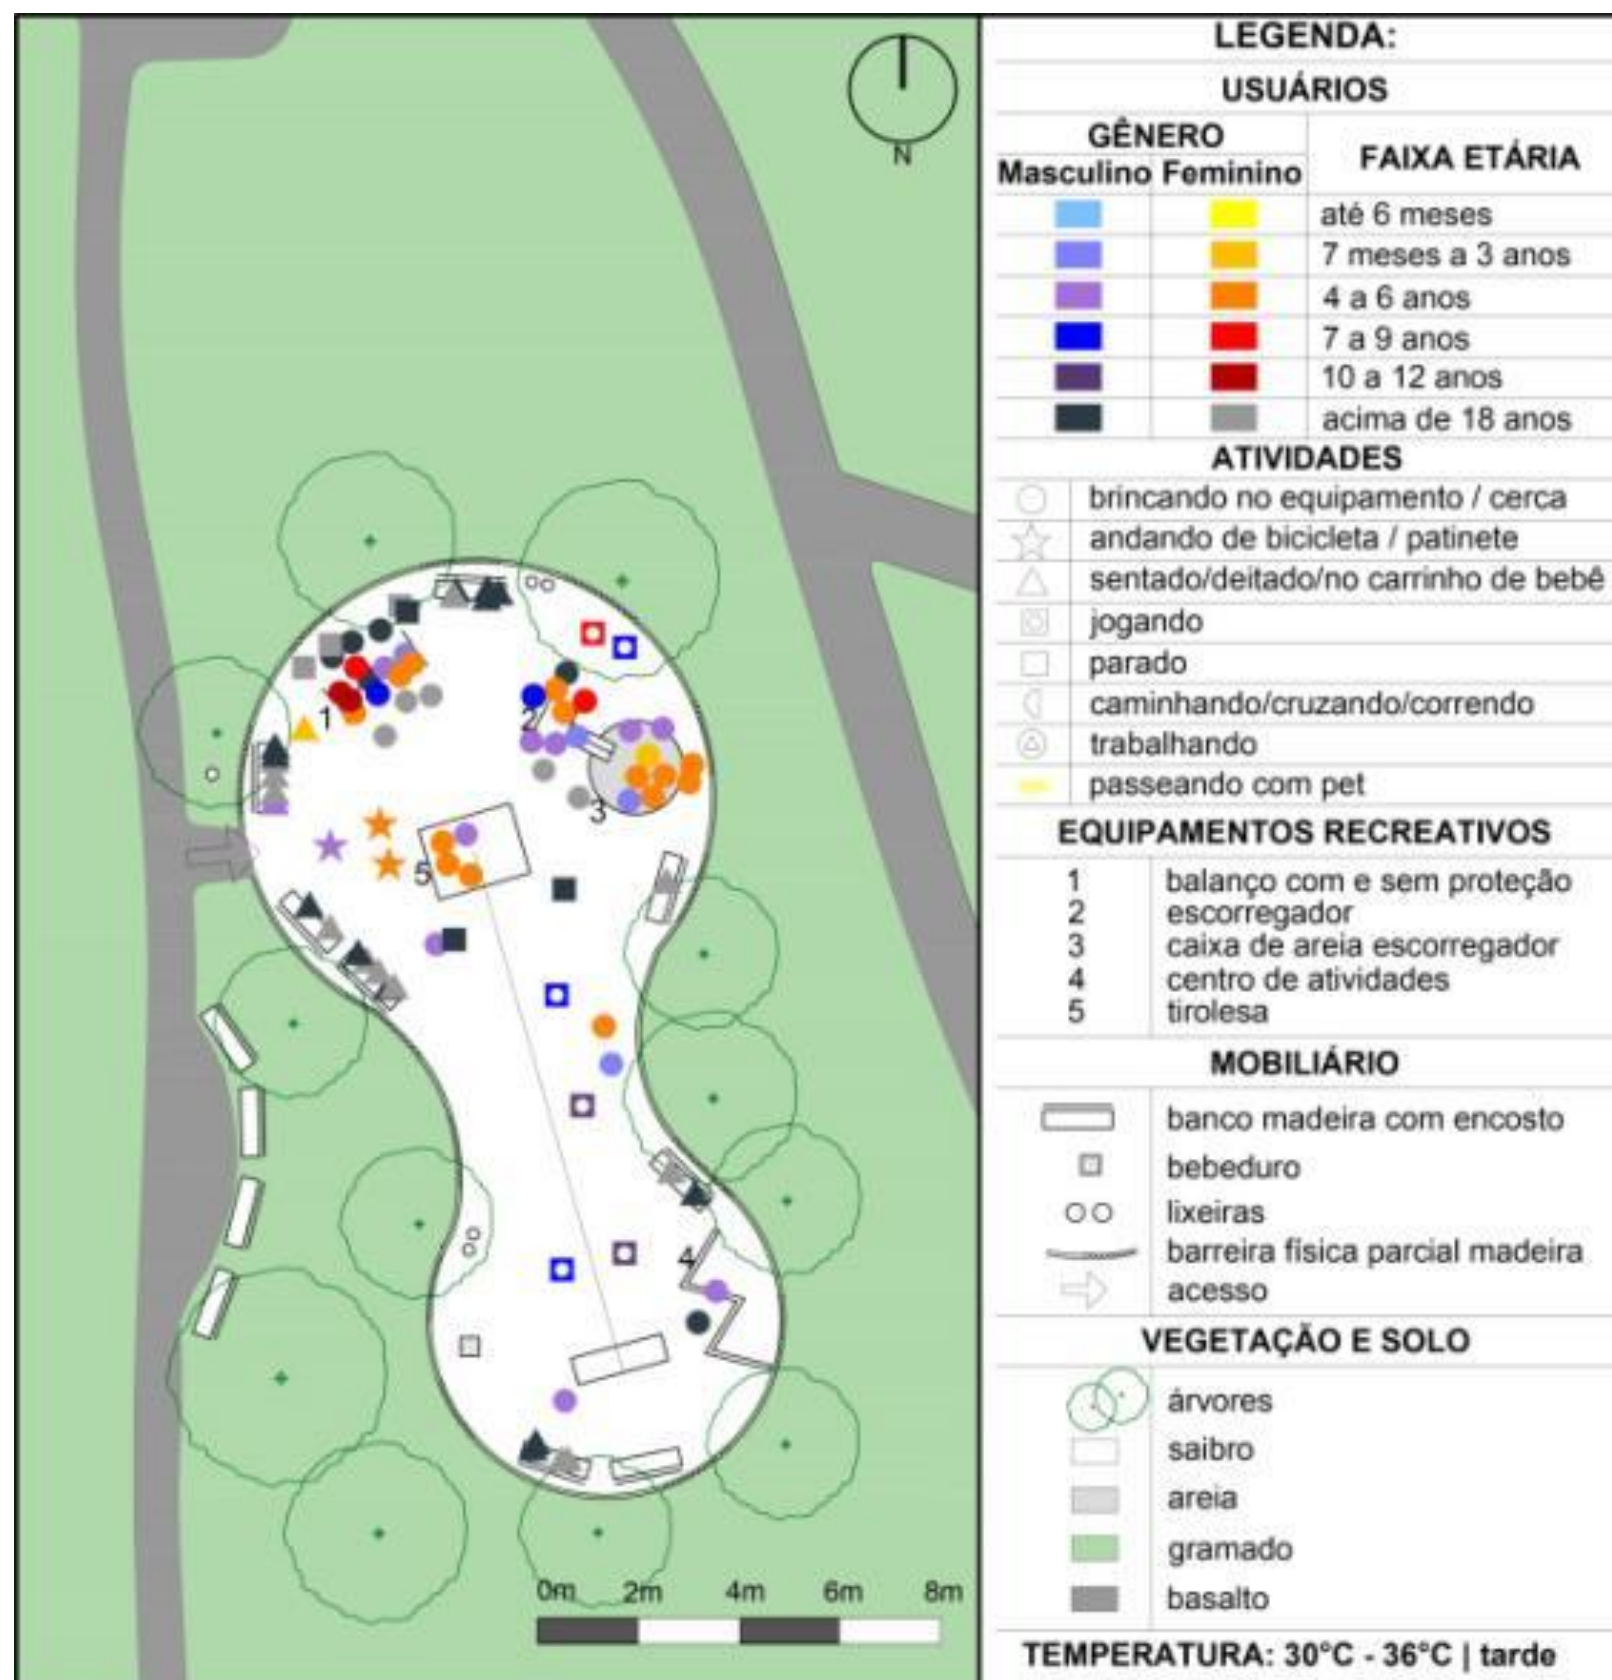 N
1
2
3
5
4
0m 2m 4m 6m 8m
LEGENDA:
USUÁRIOS
GÊNERO
Masculino Feminino
FAIXA ETÁRIA
até 6 meses
7 meses a 3 anos
4 a 6 anos
7 a 9 anos
10 a 12 anos
acima de 18 anos
ATIVIDADES
brincando no equipamento / cerca
andando de bicicleta / patinete
sentado/deitado/no carrinho de bebê
jogando
parado
caminhando/cruzando/correndo
trabalhando
passeando com pet
EQUIPAMENTOS RECREATIVOS
1 balanço com e sem proteção
2 escorregador
3 caixa de areia escorregador
4 centro de atividades
5 tirolesa
MOBILIÁRIO
banco madeira com encosto
bebeduro
lixeiras
barreira física parcial madeira
acesso
VEGETAÇÃO E SOLO
árvores
saibro
areia
gramado
basalto
TEMPERATURA: 30°C - 36°C | tarde